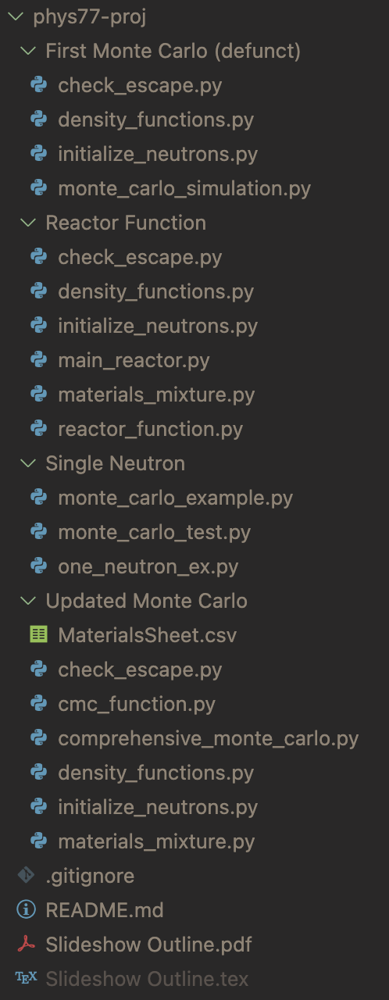 phys77-proj
First Monte Carlo (defunct)
check_escape.py
density_functions.py
initialize_neutrons.py
monte_carlo_simulation.py
Reactor Function
check_escape.py
density_functions.py
initialize_neutrons.py
main_reactor.py
materials_mixture.py
reactor_function.py
Single Neutron
monte_carlo_example.py
monte_carlo_test.py
one_neutron_ex.py
Updated Monte Carlo
MaterialsSheet.csv
check_escape.py
cmc_function.py
comprehensive_monte_carlo.py
density_functions.py
initialize_neutrons.py
materials_mixture.py
.gitignore
README.md
Slideshow Outline.pdf
TEX Slideshow Outline.tex